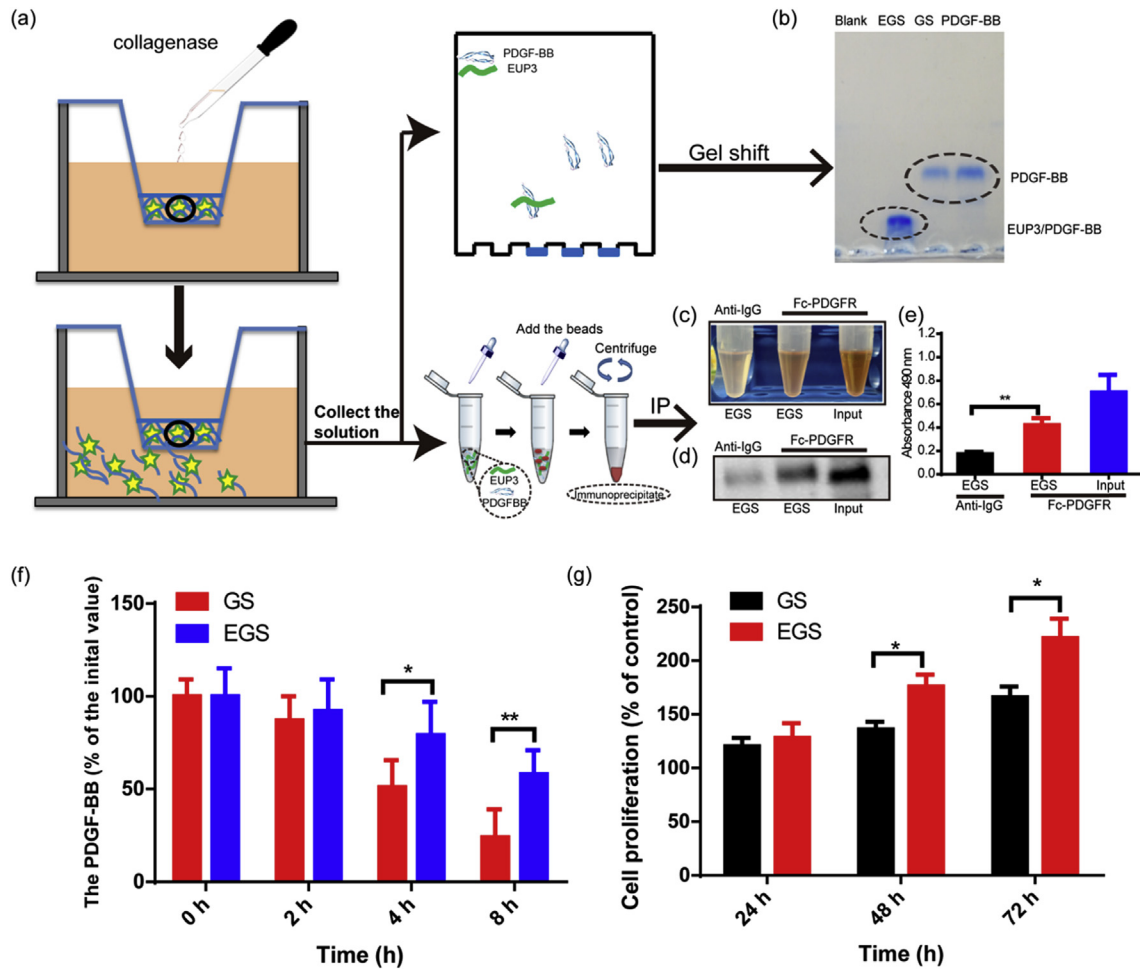 (a)
collagenase
PDGF-BB
EUP3
Gel shift
(b)
Blank EGS GS PDGF-BB
PDGF-BB
EUP3/PDGF-BB
Collect the
solution
Add the beads
Centrifuge
EUP3
PDGFBB
Immunoprecipitate
IP
(c)
Anti-IgG Fc-PDGFR
EGS EGS Input
(d)
Anti-IgG Fc-PDGFR
EGS EGS Input
(e)
Absorbance 490 nm
1.2
1.0
0.8
0.6
0.4
0.2
0.0
**
EGS EGS Input
Anti-IgG Fc-PDGFR
(f)
The PDGF-BB (% of the inital value)
150
100
50
0
GS
EGS
*
**
0 h 2 h 4 h 8 h
Time (h)
(g)
Cell proliferation (% of control)
250
200
150
100
50
0
GS
EGS
*
*
24 h 48 h 72 h
Time (h)